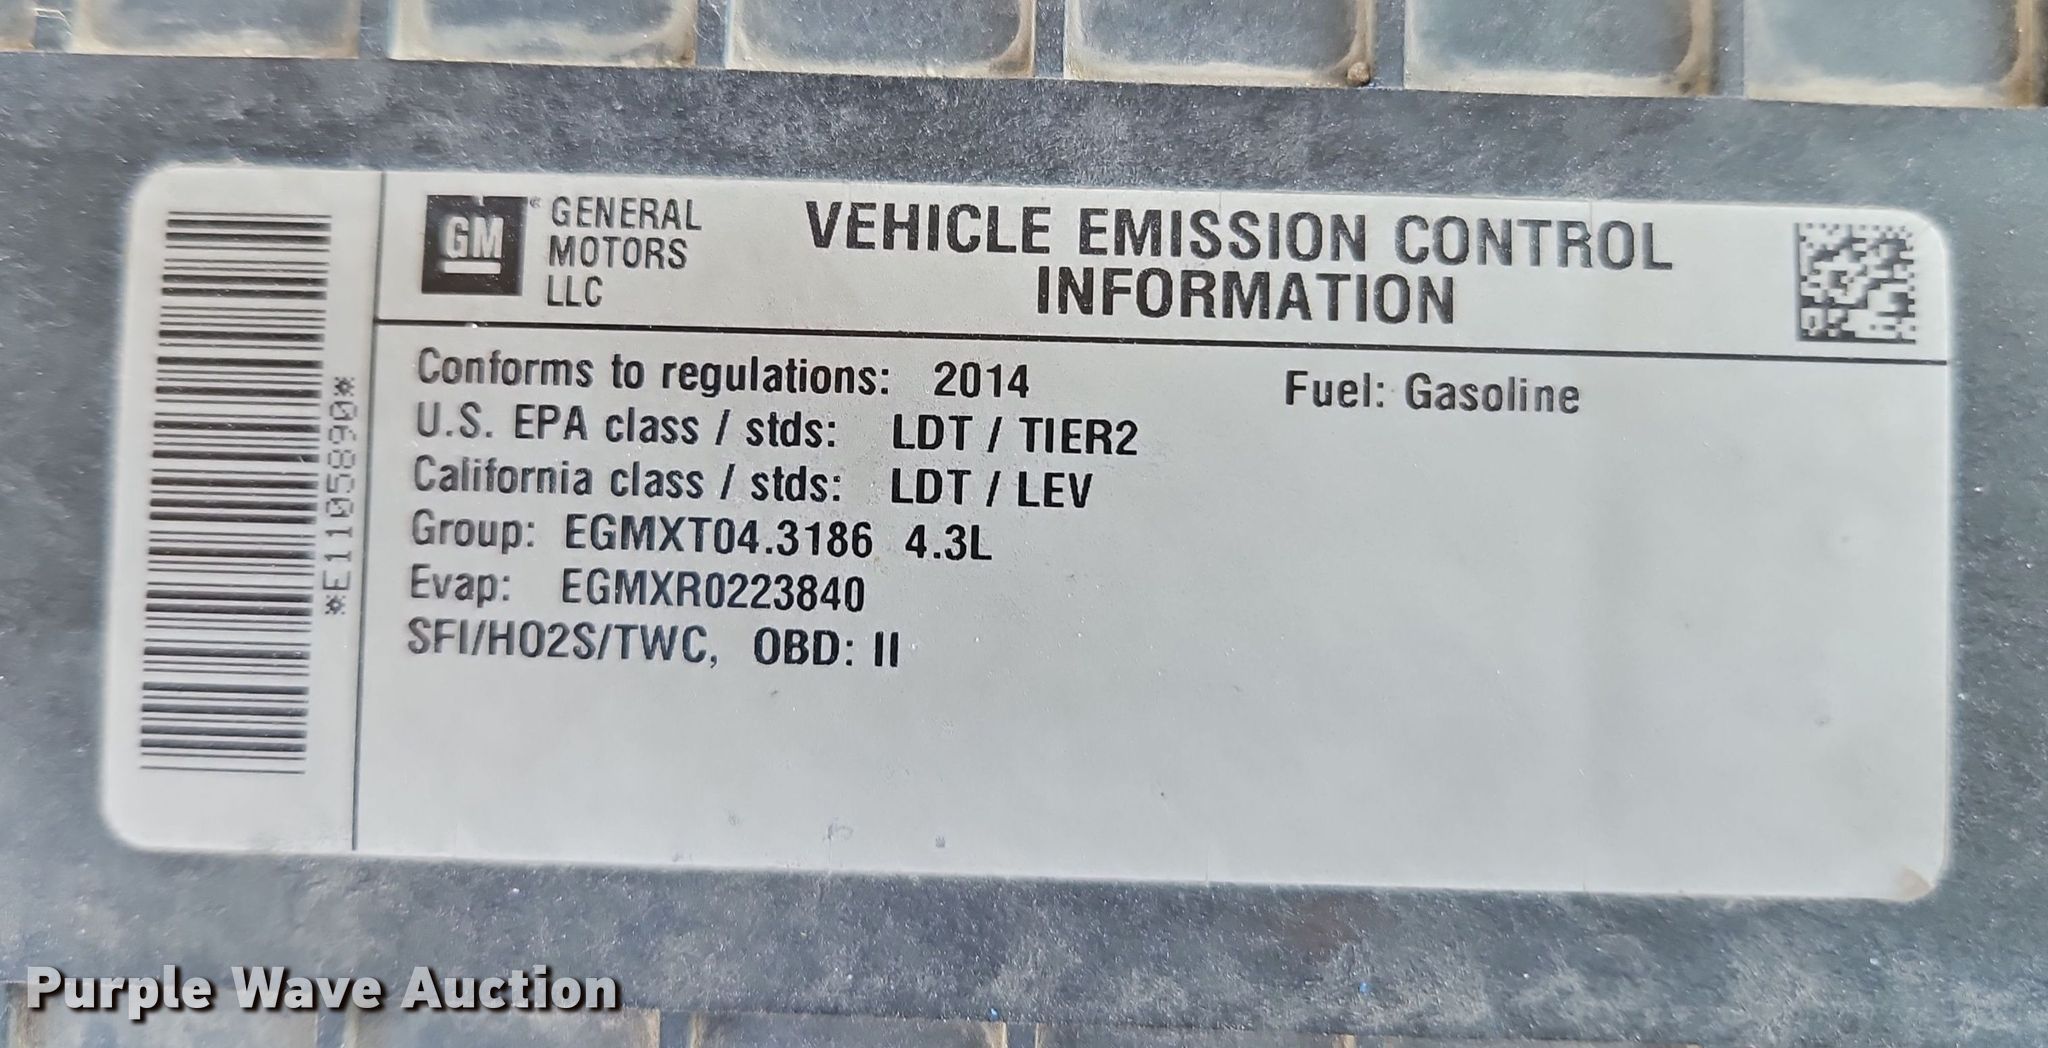 GM® GENERAL
MOTORS
LLC
VEHICLE EMISSION CONTROL
INFORMATION
*E11058890*
Conforms to regulations: 2014 Fuel: Gasoline
U.S. EPA class / stds: LDT / TIER2
California class / stds: LDT / LEV
Group: EGMXT04.3186 4.3L
Evap: EGMXR0223840
SFI/HO2S/TWC, OBD: II
Purple Wave Auction